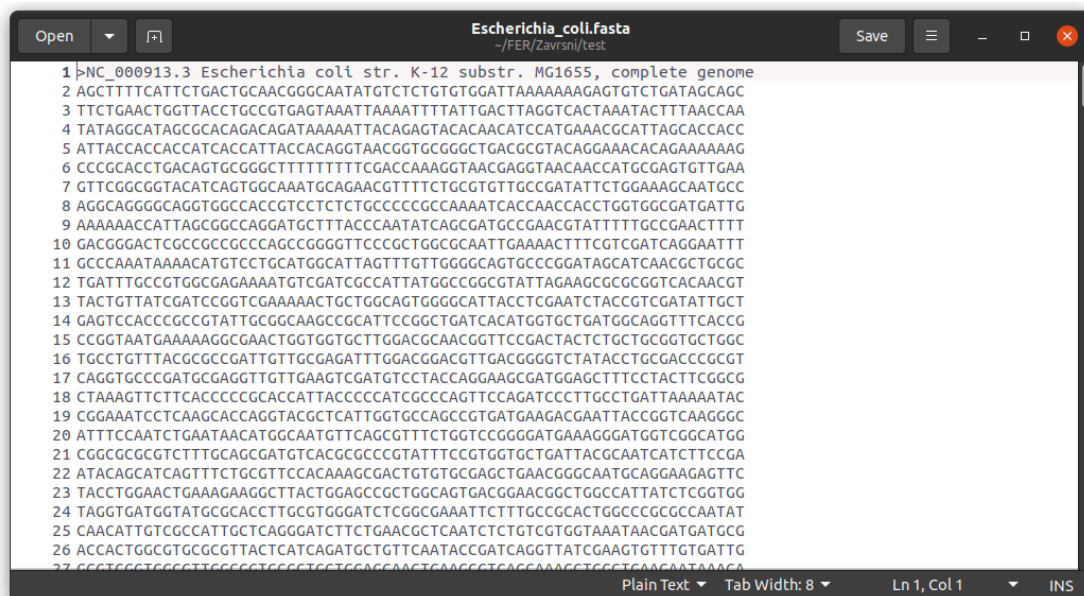 Open
Escherichia_coli.fasta
~/FER/Zavrsni/test
Save
1 >NC_000913.3 Escherichia coli str. K-12 substr. MG1655, complete genome
2 AGCTTTTCATTCTGACTGCAACGGGCAATATGTCTCTGTGTGGATTAAAAAAAGAGTGTCTGATAGCAGC
3 TTCTGAACTGGTTACCTGCCGTGAGTAAATTAAAATTTTATTGACTTAGGTCACTAAATACTTTAACCAA
4 TATAGGCATAGCGCACAGACAGATAAAAATTACAGAGTACACAACATCCATGAAACGCATTAGCACCACC
5 ATTACCACCACCATCACCATTACCACAGGTAACGGTGCGGGCTGACGCGTACAGGAAACACAGAAAAAAG
6 CCCGCACCTGACAGTGCGGGCTTTTTTTTTCGACCAAAGGTAACGAGGTAACAACCATGCGAGTGTTGAA
7 GTTCGGCGGTACATCAGTGGCAAATGCAGAACGTTTTCTGCGTGTTGCCGATATTCTGGAAAGCAATGCC
8 AGGCAGGGGCAGGTGGCCACCGTCCTCTCTGCCCCCGCCAAAATCACCAACCACCTGGTGGCGATGATTG
9 AAAAAACCATTAGCGGCCAGGATGCTTTACCCAATATCAGCGATGCCGAACGTATTTTTGCCGAACTTTT
10 GACGGGACTCGCCGCCGCCCAGCCGGGGTTCCCGCTGGCGCAATTGAAAACTTTCGTCGATCAGGAATTT
11 GCCCAAATAAAACATGTCCTGCATGGCATTAGTTTGTTGGGGCAGTGCCCGGATAGCATCAACGCTGCGC
12 TGATTTGCCGTGGCGAGAAAATGTCGATCGCCATTATGGCCGGCGTATTAGAAGCGCGCGGTCACAACGT
13 TACTGTTATCGATCCGGTCGAAAAACTGCTGGCAGTGGGGCATTACCTCGAATCTACCGTCGATATTGCT
14 GAGTCCACCCGCCGTATTGCGGCAAGCCGCATTCCGGCTGATCACATGGTGCTGATGGCAGGTTTCACCG
15 CCGGTAATGAAAAAGGCGAACTGGTGGTGCTTGGACGCAACGGTTCCGACTACTCTGCTGCGGTGCTGGC
16 TGCCTGTTTACGCGCCGATTGTTGCGAGATTTGGACGGACGTTGACGGGGTCTATACCTGCGACCCGCGT
17 CAGGTGCCCGATGCGAGGTTGTTGAAGTCGATGTCCTACCAGGAAGCGATGGAGCTTTCCTACTTCGGCG
18 CTAAAGTTCTTCACCCCCGCACCATTACCCCCATCGCCCAGTTCCAGATCCCTTGCCTGATTAAAAATAC
19 CGGAAATCCTCAAGCACCAGGTACGCTCATTGGTGCCAGCCGTGATGAAGACGAATTACCGGTCAAGGGC
20 ATTTCCAATCTGAATAACATGGCAATGTTCAGCGTTTCTGGTCCGGGGATGAAAGGGATGGTCGGCATGG
21 CGGCGCGCGTCTTTGCAGCGATGTCACGCGCCCGTATTTCCGTGGTGCTGATTACGCAATCATCTTCCGA
22 ATACAGCATCAGTTTCTGCGTTCCACAAAGCGACTGTGTGCGAGCTGAACGGGCAATGCAGGAAGAGTTC
23 TACCTGGAACTGAAAGAAGGCTTACTGGAGCCGCTGGCAGTGACGGAACGGCTGGCCATTATCTCGGTGG
24 TAGGTGATGGTATGCGCACCTTGCGTGGGATCTCGGCGAAATTCTTTGCCGCACTGGCCCGCGCCAATAT
25 CAACATTGTCGCCATTGCTCAGGGATCTTCTGAACGCTCAATCTCTGTCGTGGTAAATAACGATGATGCG
26 ACCACTGGCGTGCGCGTTACTCATCAGATGCTGTTCAATACCGATCAGGTTATCGAAGTGTTTGTGATTG
Plain Text
Tab Width: 8
Ln 1, Col 1
INS